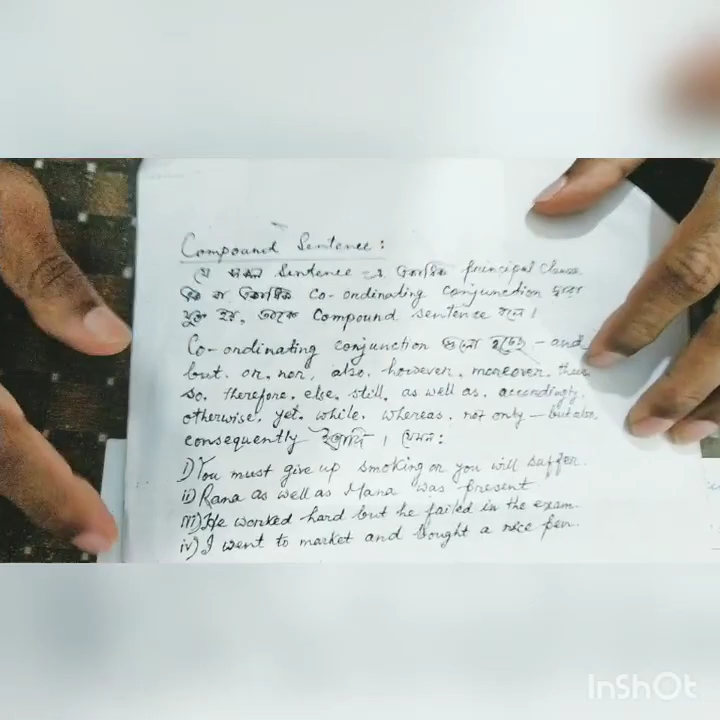 Compound Sentence:
যে সকল Sentence-এ একাধিক principal clause
কে বা একাধিক co-ordinating conjunction দ্বারা
যুক্ত হয়, তাকে Compound sentence বলে।
Co-ordinating conjunction গুলো হচ্ছে - and
but, or, nor, also, however, moreover, thus
so, therefore, else, still, as well as, accordingly,
otherwise, yet, while, whereas, not only - but also,
consequently ইত্যাদি। যেমন:
i) You must give up smoking or you will suffer.
ii) Rana as well as Mana was present
iii) He worked hard but he failed in the exam.
iv) I went to market and bought a nice pen.
InShOt